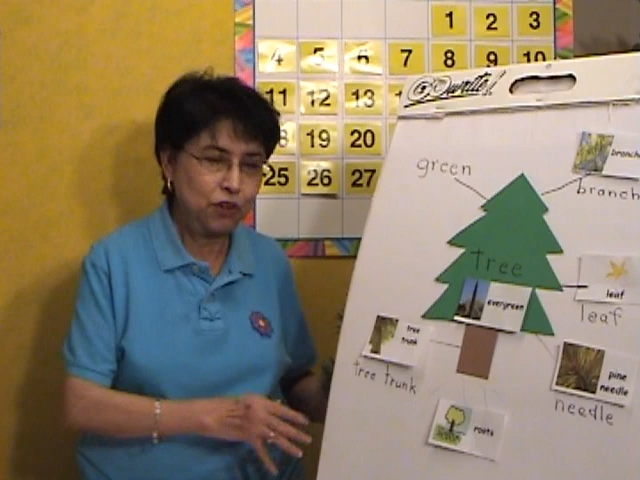 1 2 3
4 5 6 7 8 9 10
11 12 13
18 19 20
25 26 27
GOwrite!
green
branch
branch
tree
evergreen
leaf
leaf
tree
trunk
tree trunk
pine
needle
needle
roots